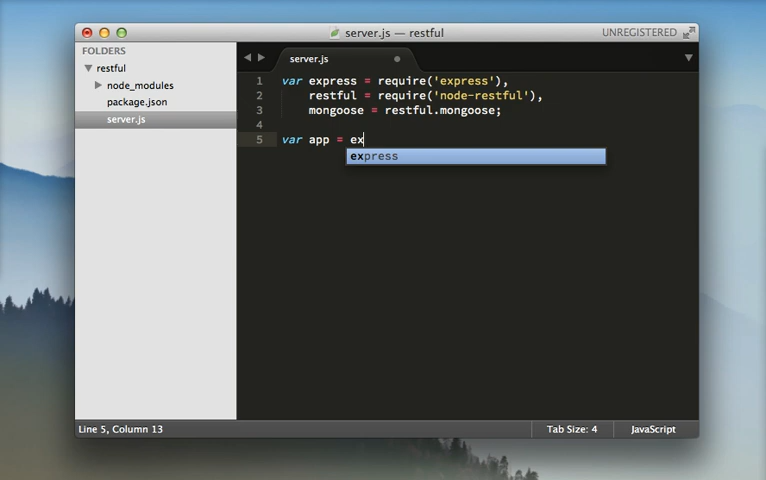 server.js — restful
UNREGISTERED
FOLDERS
restful
node_modules
package.json
server.js
server.js
1 var express = require('express'),
2 restful = require('node-restful'),
3 mongoose = restful.mongoose;
4
5 var app = ex
express
Line 5, Column 13
Tab Size: 4
JavaScript